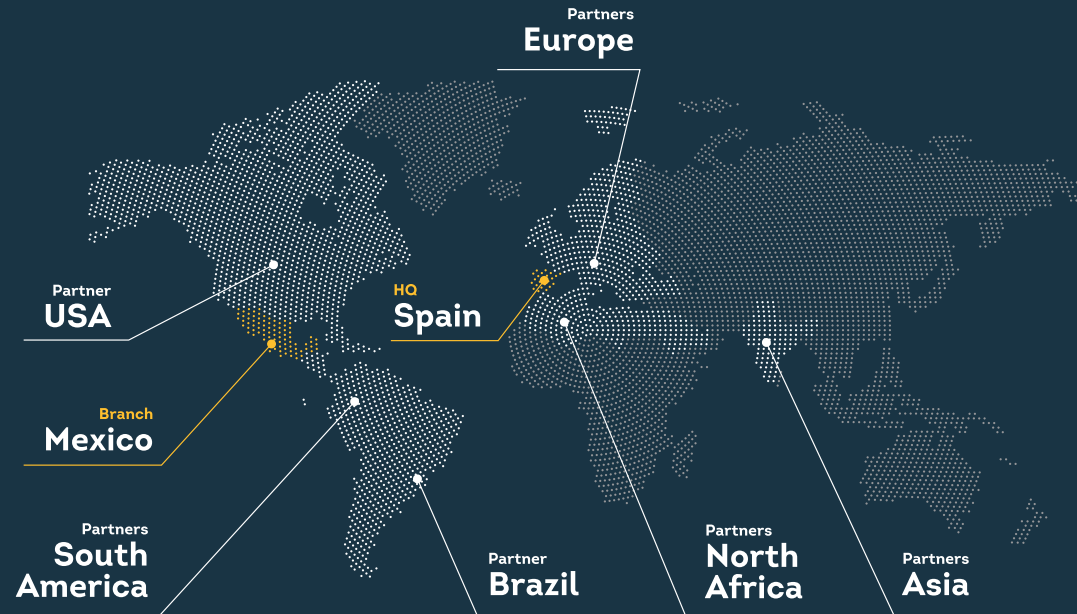 Partners
Europe
Partner
USA
HQ
Spain
Branch
Mexico
Partners
South
America
Partner
Brazil
Partners
North
Africa
Partners
Asia